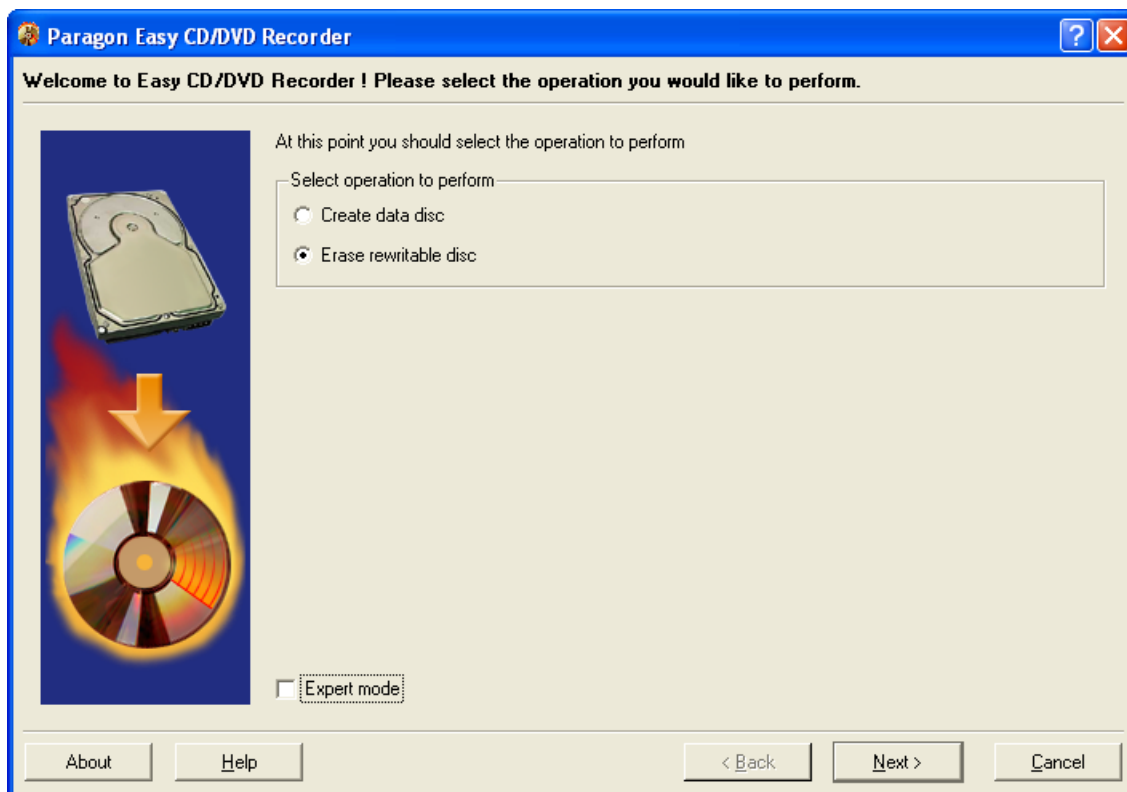 Paragon Easy CD/DVD Recorder
Welcome to Easy CD/DVD Recorder ! Please select the operation you would like to perform.
At this point you should select the operation to perform
Select operation to perform
Create data disc
Erase rewritable disc
Expert mode
About Help < Back Next > Cancel